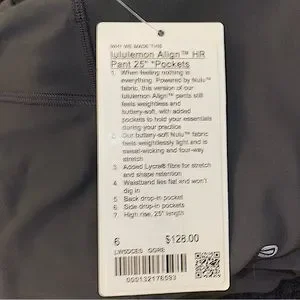 WHY WE MADE THIS
lululemon Align™ HR
Pant 25" *Pockets
1. When feeling nothing is
everything. Powered by Nulu™
fabric, this version of our
lululemon Align™ pants still
feels weightless and
buttery-soft, with added
pockets to hold your essentials
during your practice
2. Our buttery-soft Nulu™ fabric
feels weightlessly light and is
sweat-wicking and four-way
stretch
3. Added Lycra® fibre for stretch
and shape retention
4. Waistband lies flat and won't
dig in
5. Back drop-in pocket
6. Side drop-in pockets
7. High rise, 25" length
6 $128.00
LW5DCES GGRE
000132176593